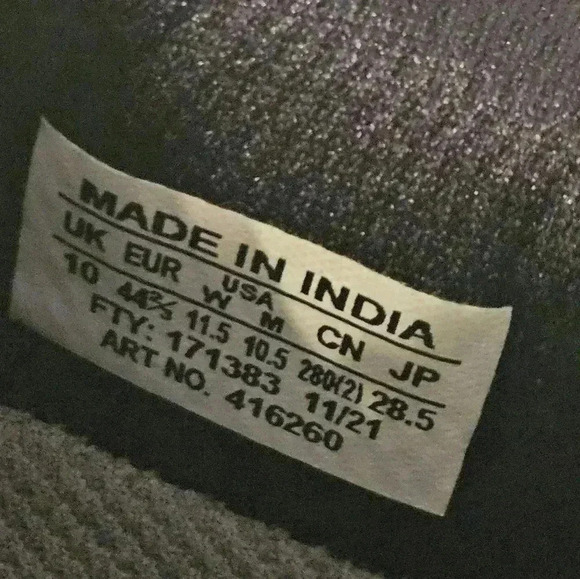 MADE IN INDIA
UK EUR USA CN JP
W M
10 44⅔ 11.5 10.5 280(2) 28.5
FTY: 171383 11/21
ART NO. 416260